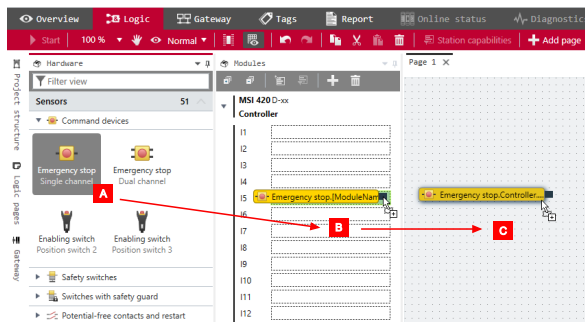 Overview Logic Gateway Tags Report Online status Diagnostic
Start 100 % Normal Station capabilities Add page
Project structure
Logic pages
Gateway
Hardware
Filter view
Sensors 51
Command devices
Emergency stop
Single channel
Emergency stop
Dual channel
Enabling switch
Position switch 2
Enabling switch
Position switch 3
Safety switches
Switches with safety guard
Potential-free contacts and restart
Modules
MSI 420 D-xx
Controller
I1
I2
I3
I4
I5 Emergency stop.[ModuleNam
I6
I7
I8
I9
I10
I11
I12
Page 1
Emergency stop.Controller....
A
B
C